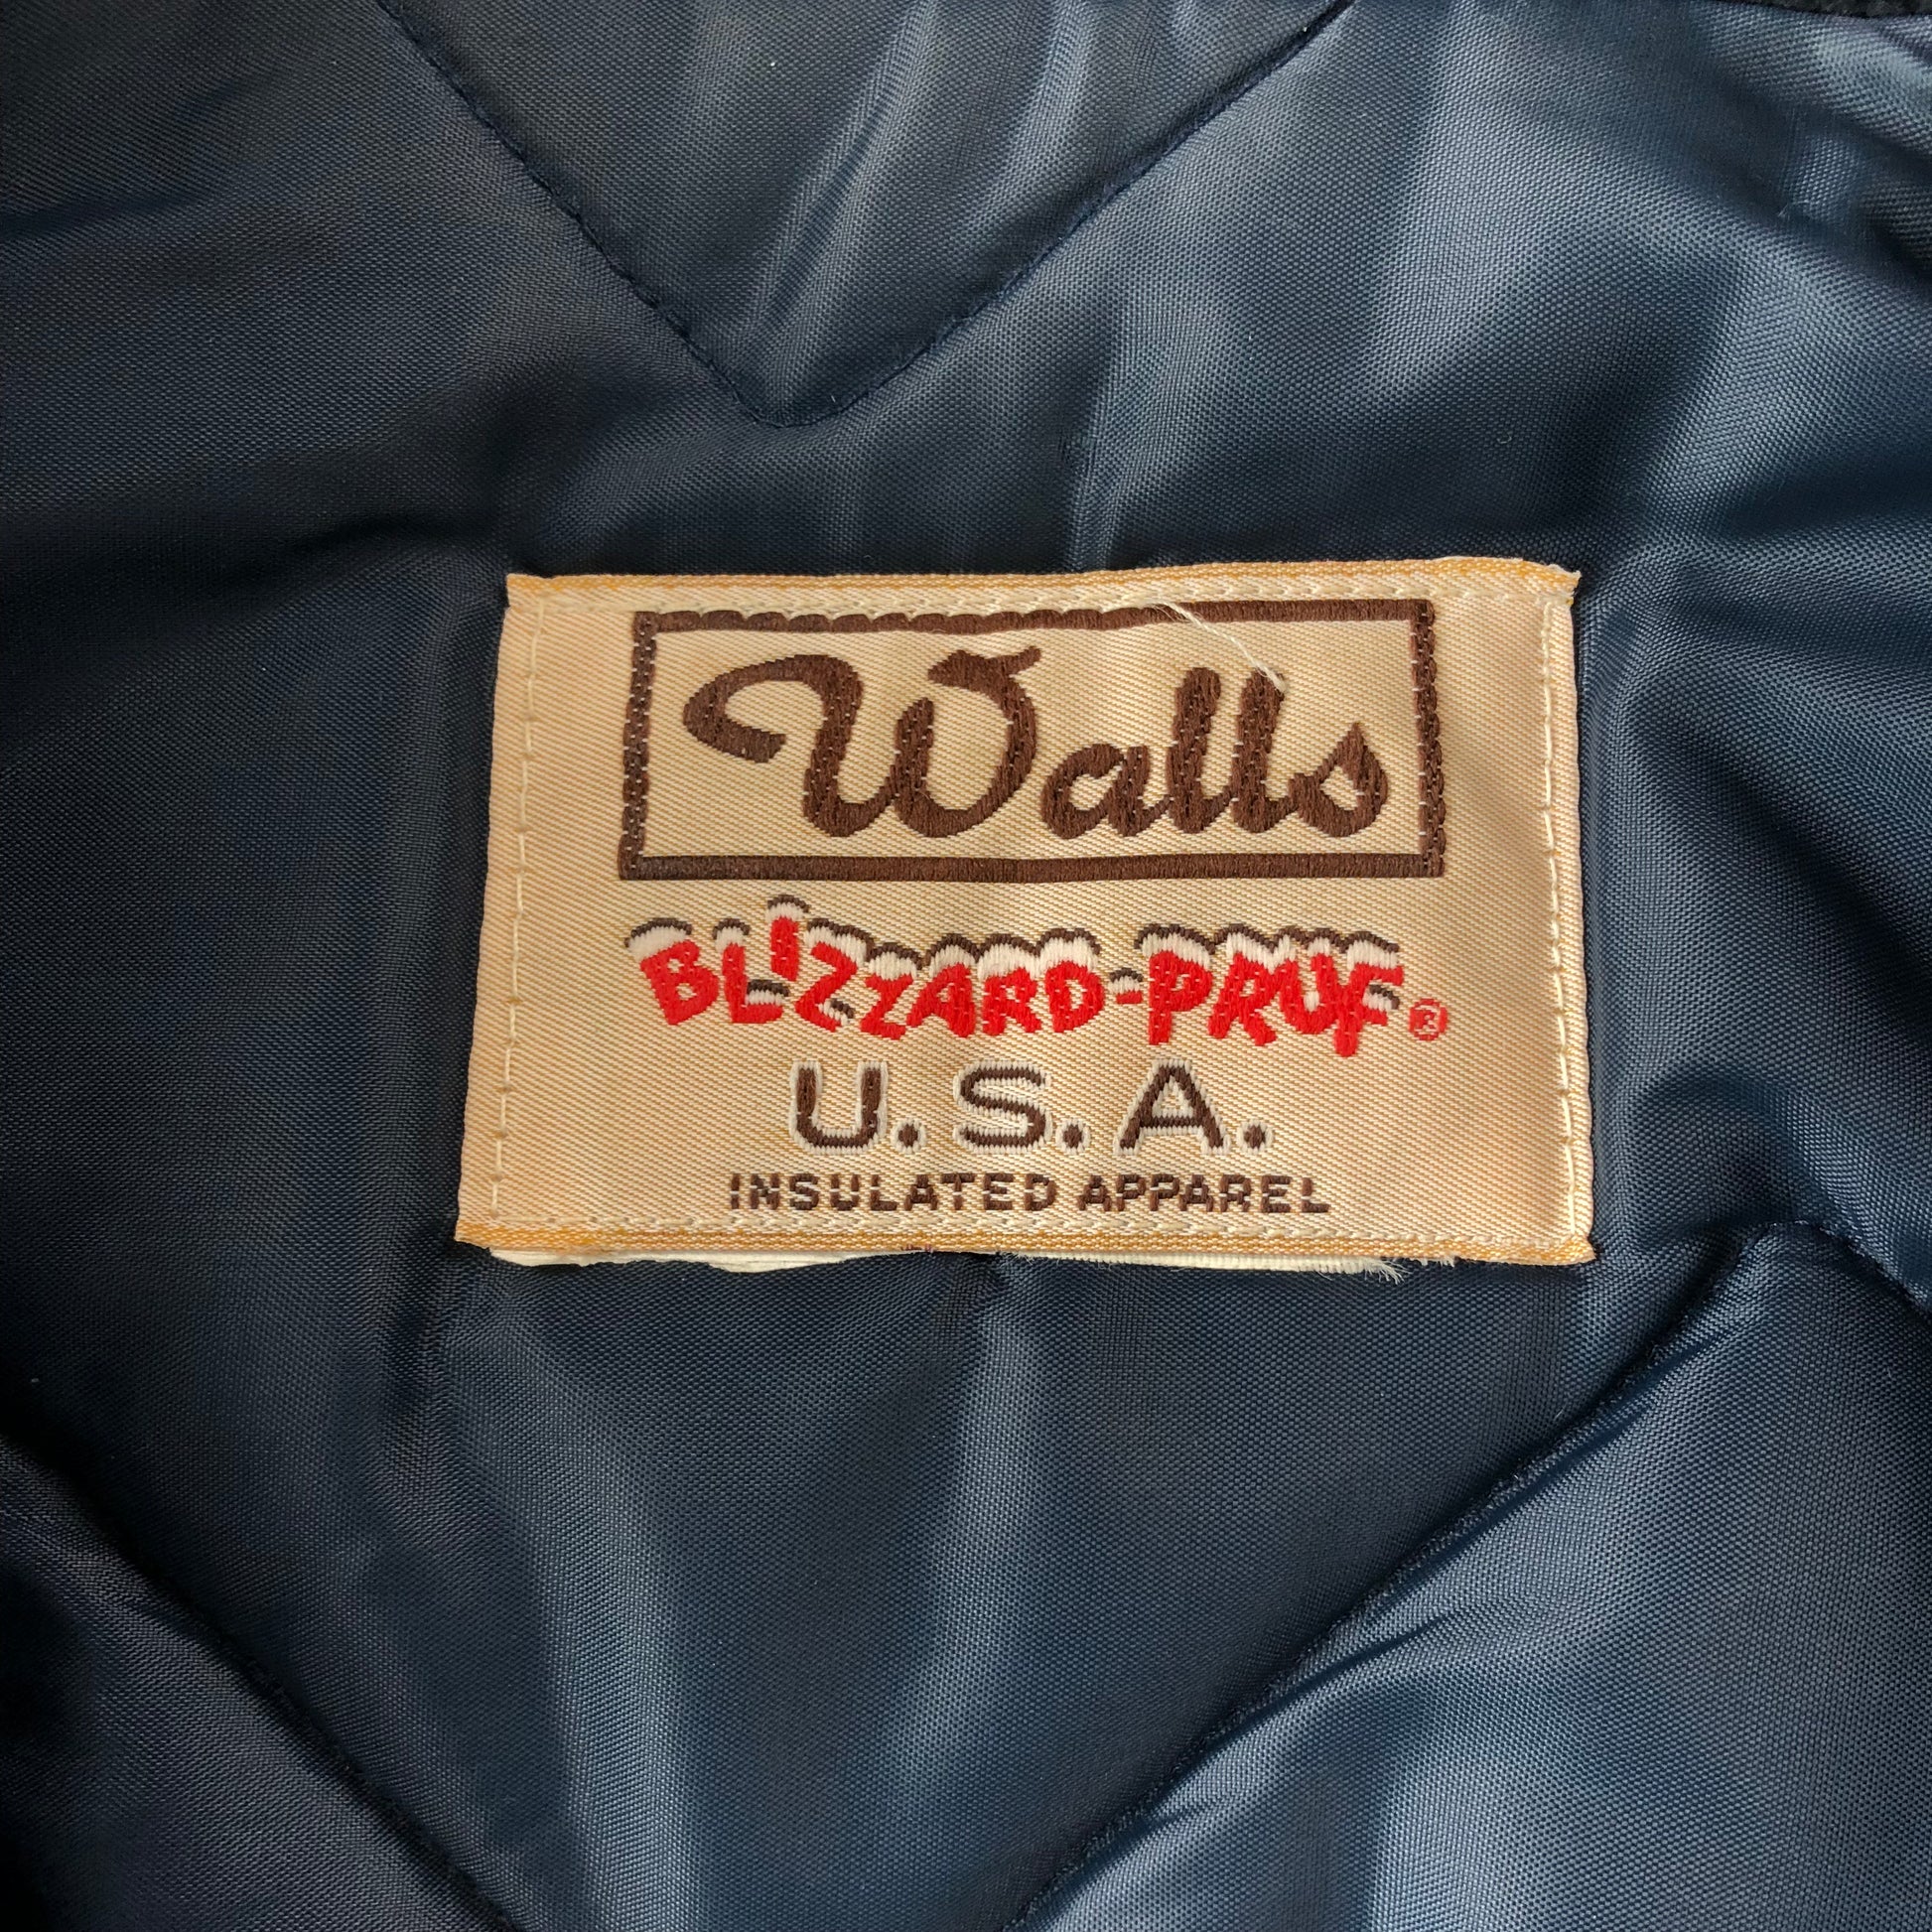 Walls
BLIZZARD-PRUF®
U.S.A.
INSULATED APPAREL